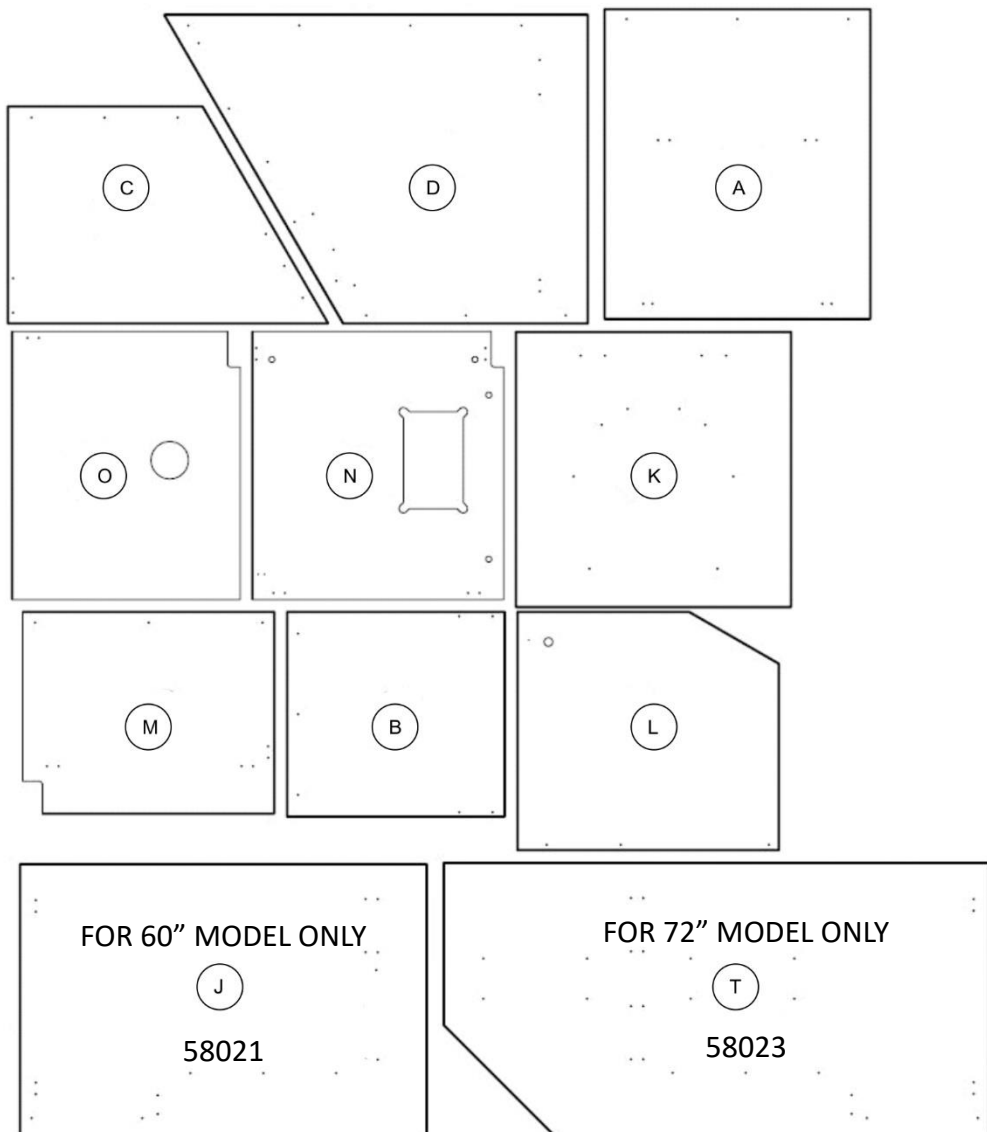 C
D
A
O
N
K
M
B
L
FOR 60” MODEL ONLY
J
58021
FOR 72” MODEL ONLY
T
58023